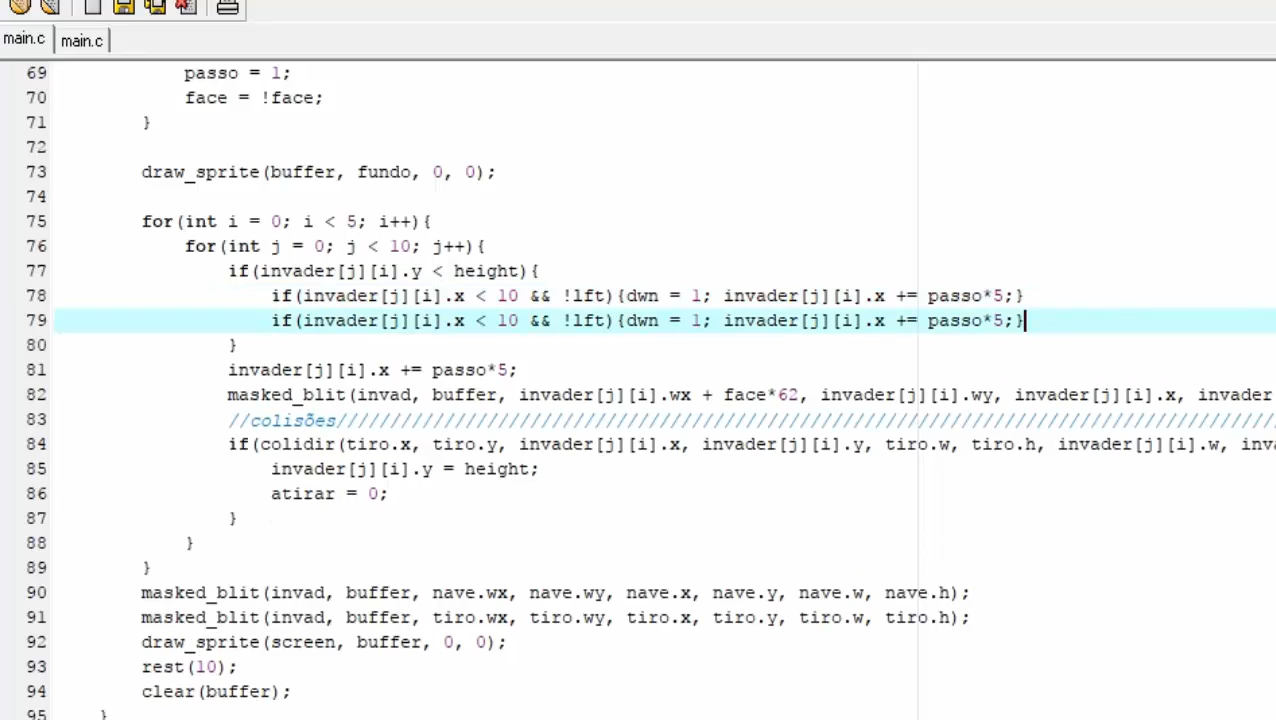 main.c main.c
69 passo = 1;
70 face = !face;
71 }
72
73 draw_sprite(buffer, fundo, 0, 0);
74
75 for(int i = 0; i < 5; i++){
76 for(int j = 0; j < 10; j++){
77 if(invader[j][i].y < height){
78 if(invader[j][i].x < 10 && !lft){dwn = 1; invader[j][i].x += passo*5;}
79 if(invader[j][i].x < 10 && !lft){dwn = 1; invader[j][i].x += passo*5;}
80 }
81 invader[j][i].x += passo*5;
82 masked_blit(invad, buffer, invader[j][i].wx + face*62, invader[j][i].wy, invader[j][i].x, invader
83 //colisões//////////////////////////////////////////////////////////////////////////////////////
84 if(colidir(tiro.x, tiro.y, invader[j][i].x, invader[j][i].y, tiro.w, tiro.h, invader[j][i].w, inva
85 invader[j][i].y = height;
86 atirar = 0;
87 }
88 }
89 }
90 masked_blit(invad, buffer, nave.wx, nave.wy, nave.x, nave.y, nave.w, nave.h);
91 masked_blit(invad, buffer, tiro.wx, tiro.wy, tiro.x, tiro.y, tiro.w, tiro.h);
92 draw_sprite(screen, buffer, 0, 0);
93 rest(10);
94 clear(buffer);
95 }